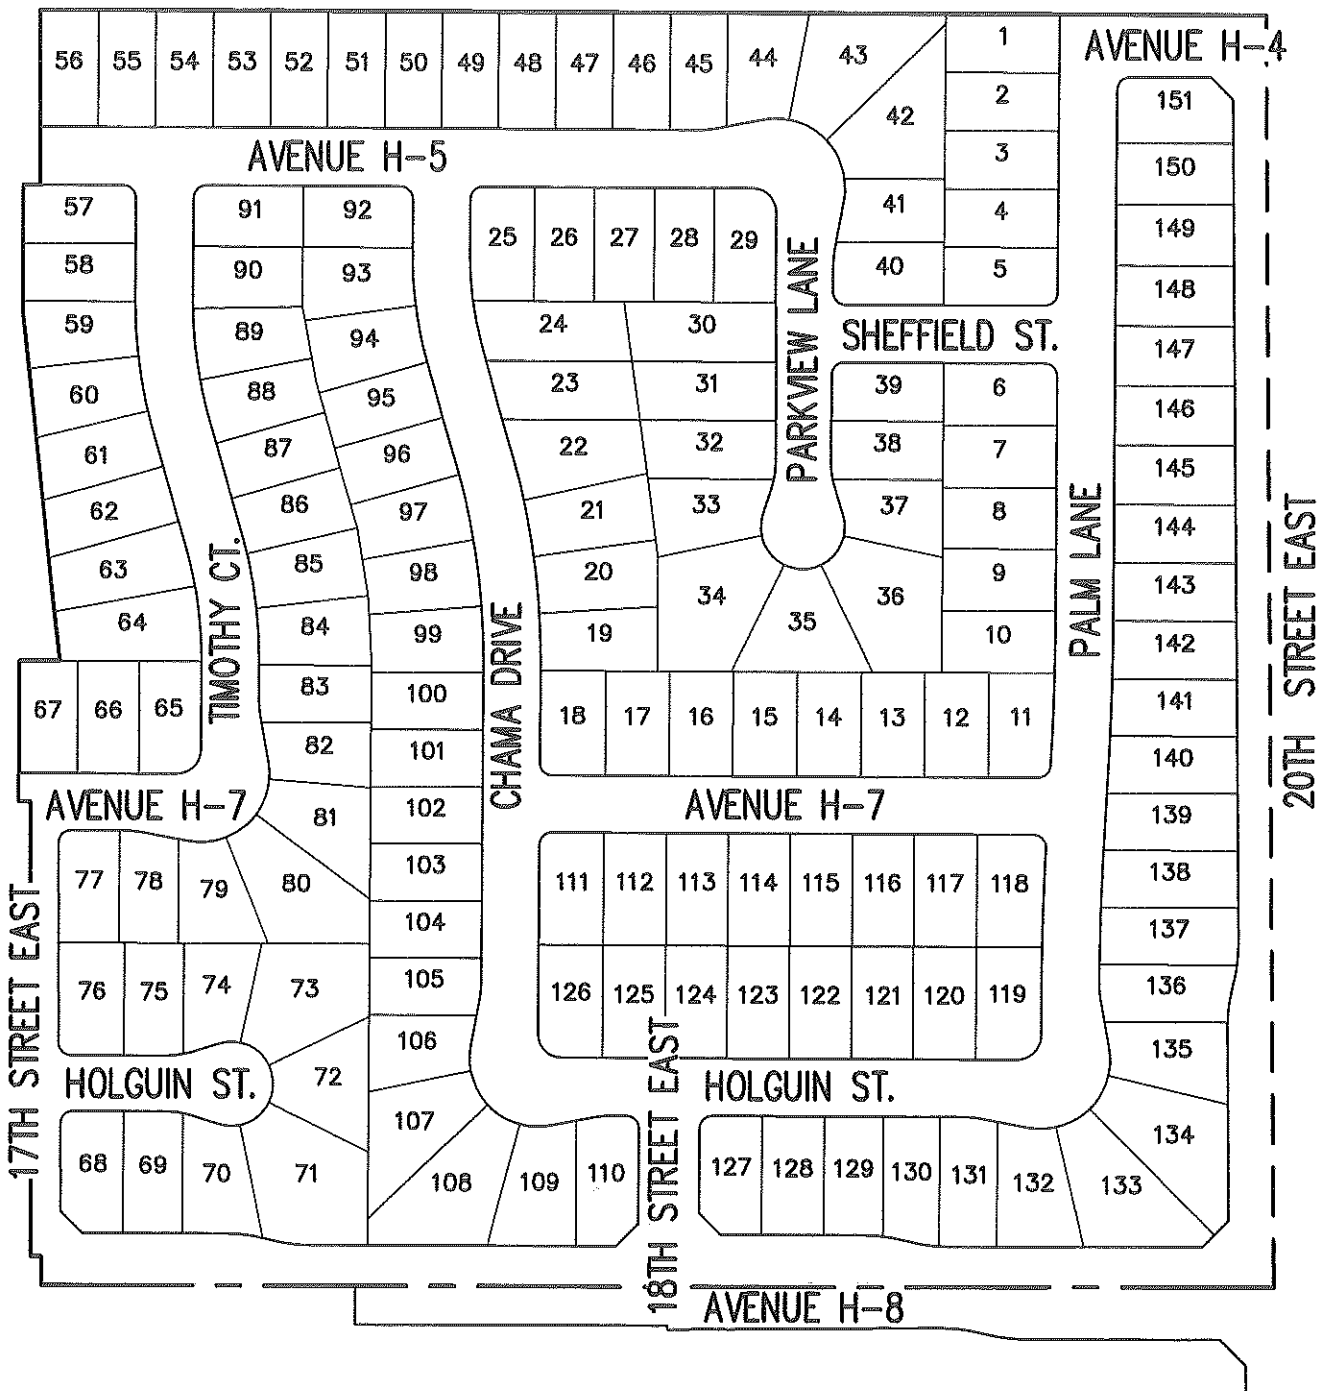 56 55 54 53 52 51 50 49 48 47 46 45 44 43 1 AVENUE H-4
42 2 151
AVENUE H-5 3 150
57 91 92 41 4 149
25 26 27 28 29
58 90 93 40 5 148
59 89 94 24 30 SHEFFIELD ST. 147
60 88 95 23 31 39 6 146
PARKVIEW LANE
61 87 96 22 32 38 7 145
62 86 97 21 33 37 8 144
63 85 98 20 34 36 9 143
64 84 99 19 35 10 142
TIMOTHY CT.
CHAMA DRIVE
PALM LANE
20TH STREET EAST
67 66 65 83 100 18 17 16 15 14 13 12 11 141
82 101 140
AVENUE H-7 81 102 AVENUE H-7 139
77 78 79 80 103 111 112 113 114 115 116 117 118 138
104 137
17TH STREET EAST
76 75 74 73 105 126 125 124 123 122 121 120 119 136
106 135
HOLGUIN ST. 72 HOLGUIN ST.
107 134
68 69 70 71 108 109 110 127 128 129 130 131 132 133
18TH STREET EAST
AVENUE H-8